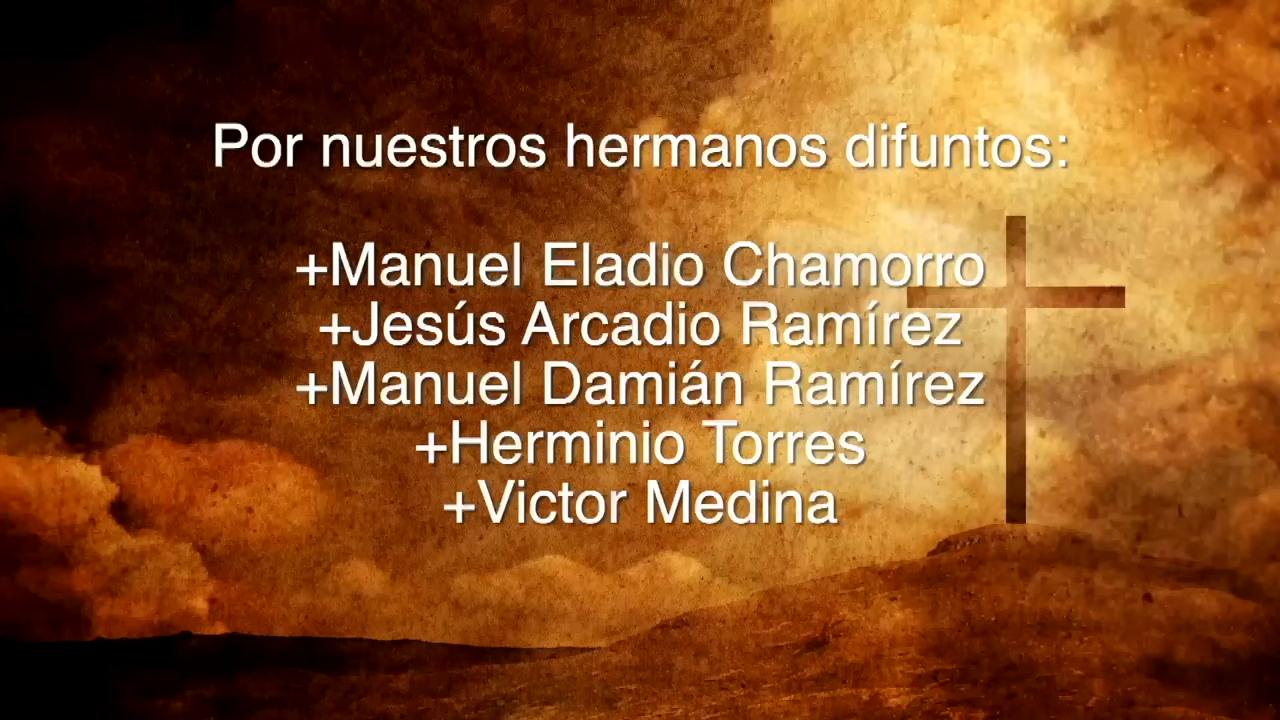 Por nuestros hermanos difuntos:
+Manuel Eladio Chamorro
+Jesús Arcadio Ramírez
+Manuel Damián Ramírez
+Herminio Torres
+Victor Medina